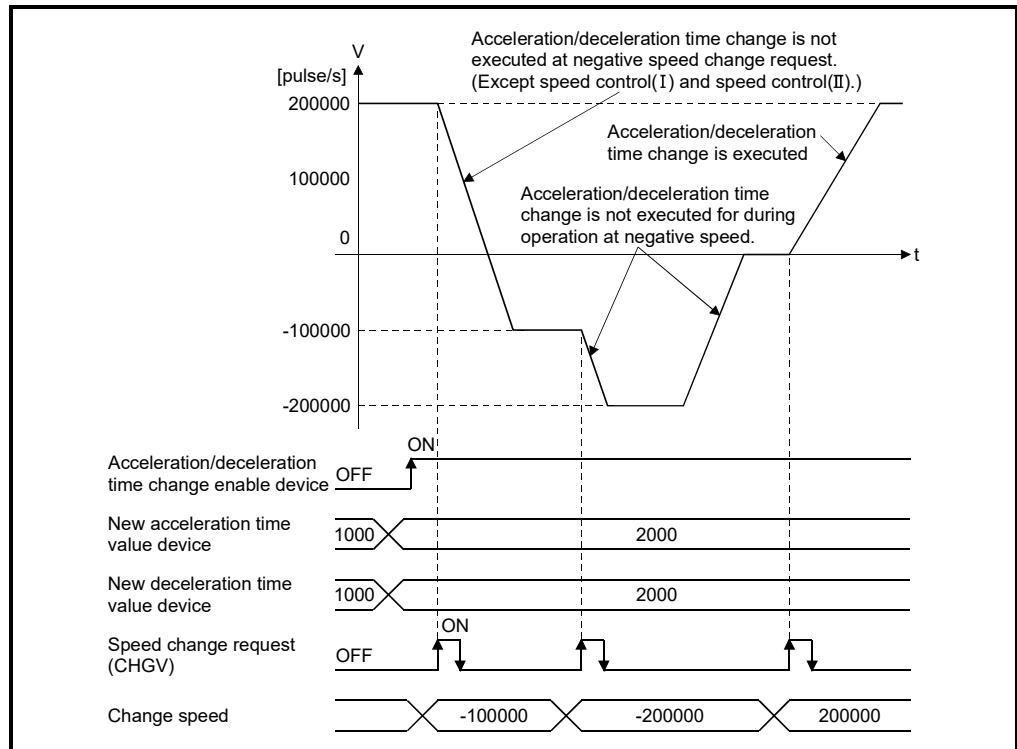 V
[pulse/s]
Acceleration/deceleration time change is not
executed at negative speed change request.
(Except speed control(Ⅰ) and speed control(Ⅱ).)
200000
Acceleration/deceleration
time change is executed
100000
Acceleration/deceleration time
change is not executed for during
operation at negative speed.
0
t
-100000
-200000
Acceleration/deceleration
time change enable device
OFF
ON
New acceleration time
value device
1000
2000
New deceleration time
value device
1000
2000
Speed change request
(CHGV)
OFF
ON
Change speed
-100000
-200000
200000